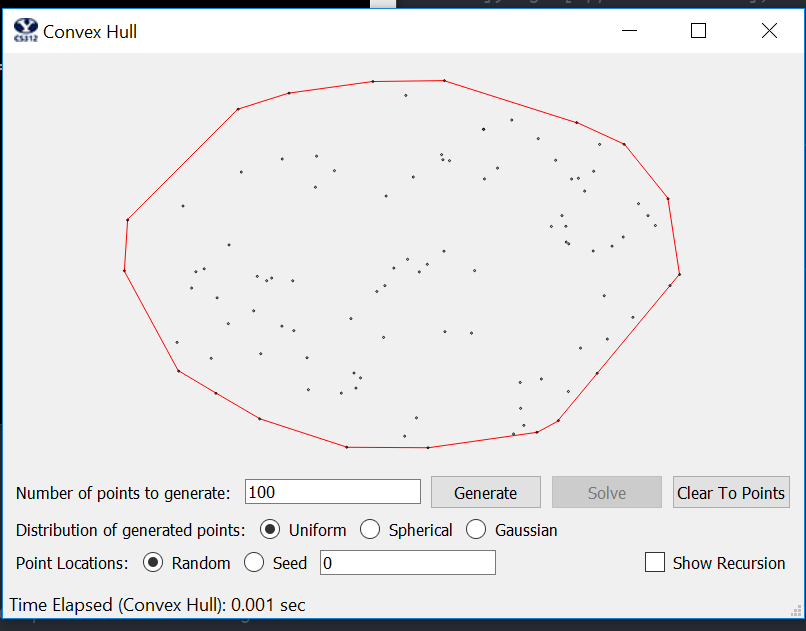 CS312 Convex Hull
Number of points to generate: 100 Generate Solve Clear To Points
Distribution of generated points: Uniform Spherical Gaussian
Point Locations: Random Seed 0 Show Recursion
Time Elapsed (Convex Hull): 0.001 sec